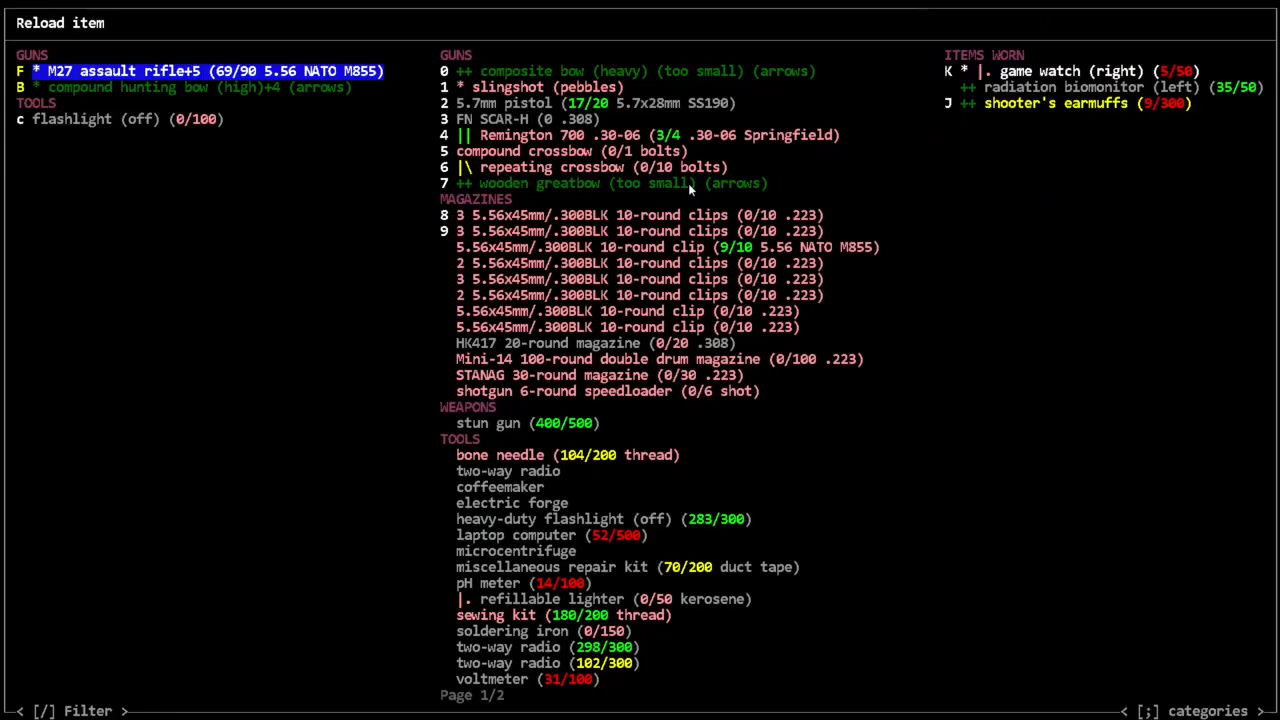 Reload item
GUNS
F * M27 assault rifle+5 (69/90 5.56 NATO M855)
B * compound hunting bow (high)+4 (arrows)
TOOLS
c flashlight (off) (0/100)
GUNS
0 ++ composite bow (heavy) (too small) (arrows)
1 * slingshot (pebbles)
2 5.7mm pistol (17/20 5.7x28mm SS190)
3 FN SCAR-H (0 .308)
4 || Remington 700 .30-06 (3/4 .30-06 Springfield)
5 compound crossbow (0/1 bolts)
6 |\ repeating crossbow (0/10 bolts)
7 ++ wooden greatbow (too small) (arrows)
MAGAZINES
8 3 5.56x45mm/.300BLK 10-round clips (0/10 .223)
9 3 5.56x45mm/.300BLK 10-round clips (0/10 .223)
5.56x45mm/.300BLK 10-round clip (9/10 5.56 NATO M855)
2 5.56x45mm/.300BLK 10-round clips (0/10 .223)
3 5.56x45mm/.300BLK 10-round clips (0/10 .223)
2 5.56x45mm/.300BLK 10-round clips (0/10 .223)
5.56x45mm/.300BLK 10-round clip (0/10 .223)
5.56x45mm/.300BLK 10-round clip (0/10 .223)
HK417 20-round magazine (0/20 .308)
Mini-14 100-round double drum magazine (0/100 .223)
STANAG 30-round magazine (0/30 .223)
shotgun 6-round speedloader (0/6 shot)
WEAPONS
stun gun (400/500)
TOOLS
bone needle (104/200 thread)
two-way radio
coffeemaker
electric forge
heavy-duty flashlight (off) (283/300)
laptop computer (52/500)
microcentrifuge
miscellaneous repair kit (70/200 duct tape)
pH meter (14/100)
|. refillable lighter (0/50 kerosene)
sewing kit (180/200 thread)
soldering iron (0/150)
two-way radio (298/300)
two-way radio (102/300)
voltmeter (31/100)
Page 1/2
ITEMS WORN
K * |. game watch (right) (5/50)
++ radiation biomonitor (left) (35/50)
J ++ shooter's earmuffs (9/300)
< [/] Filter >
< [;] categories >